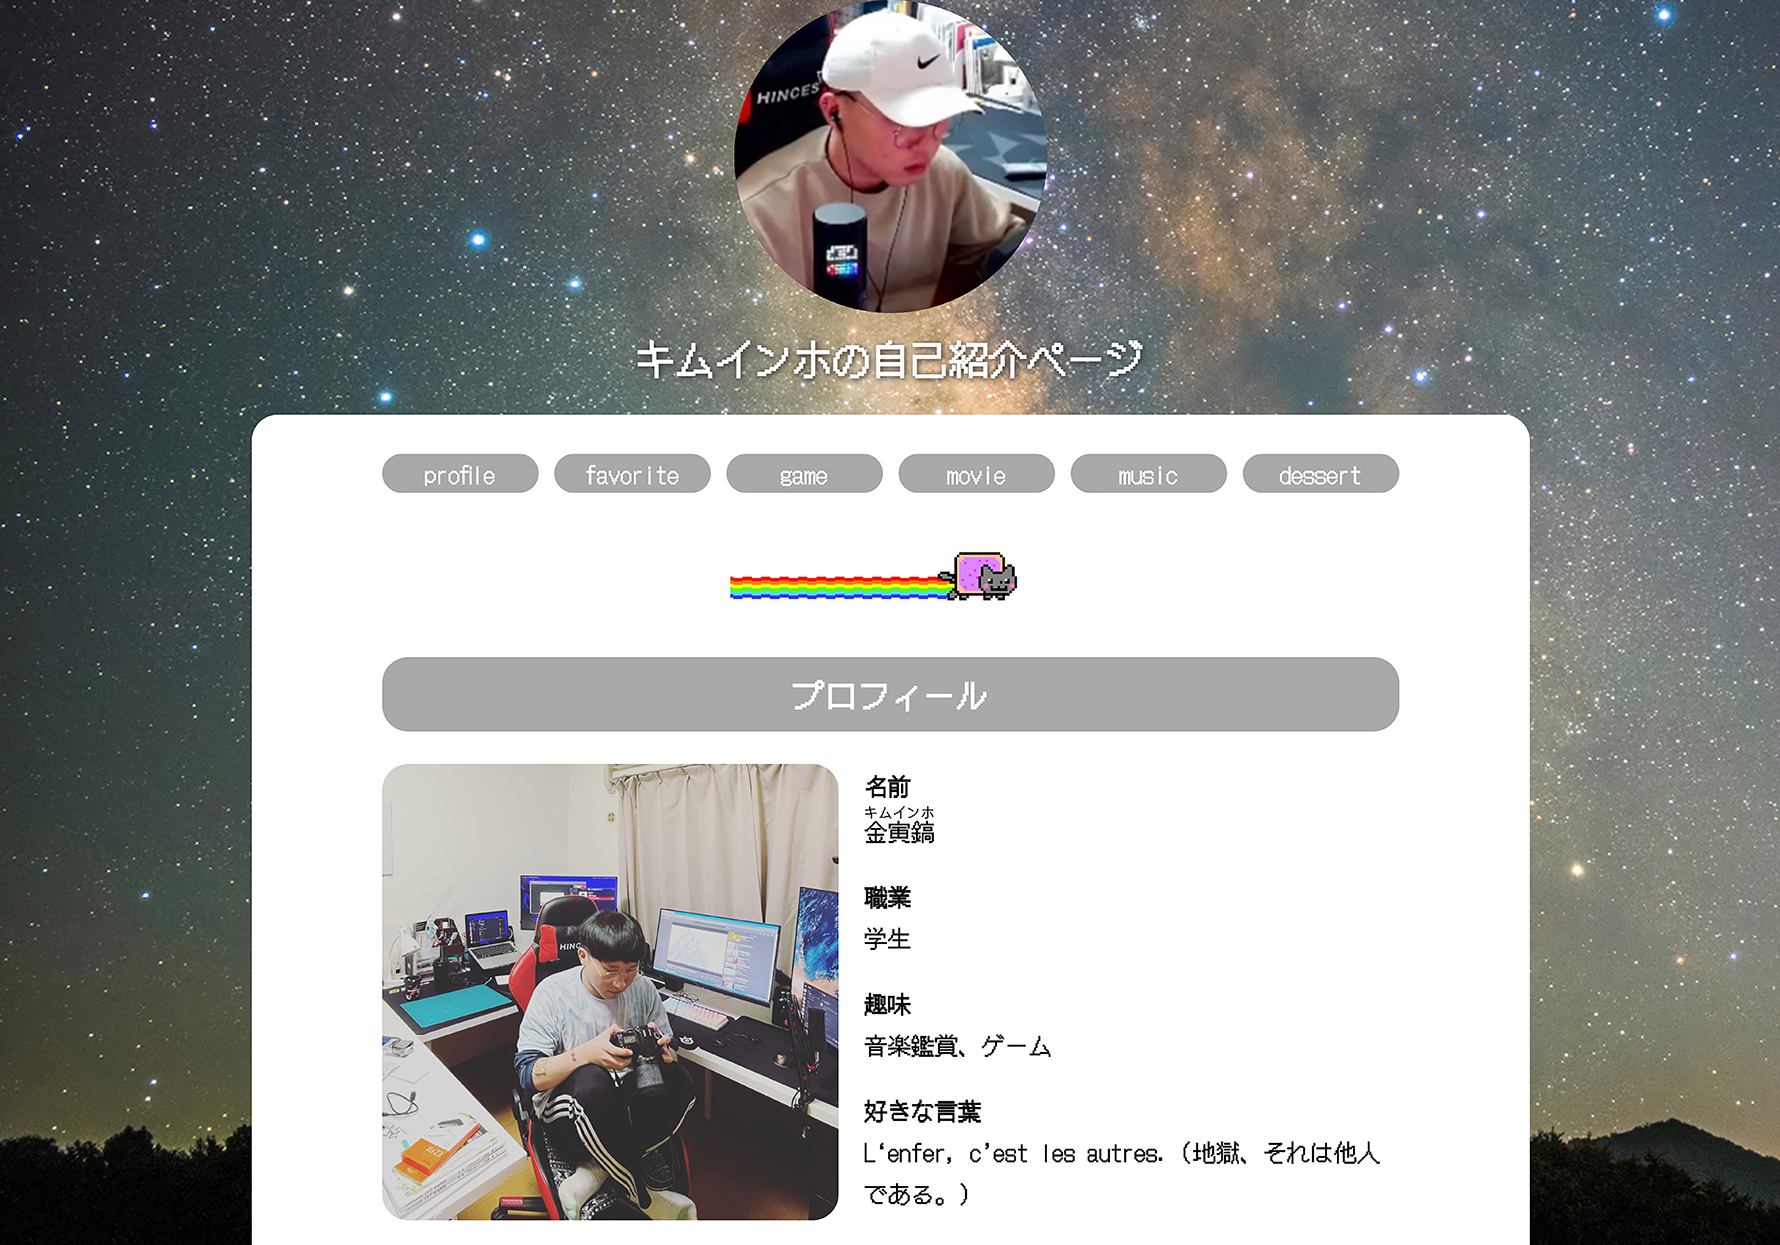 HINCES
キムインホの自己紹介ページ
profile
favorite
game
movie
music
dessert
プロフィール
HINC
名前
キムインホ
金寅鎬
職業
学生
趣味
音楽鑑賞、ゲーム
好きな言葉
L‘enfer, c’est les autres. (地獄、それは他人
である。)